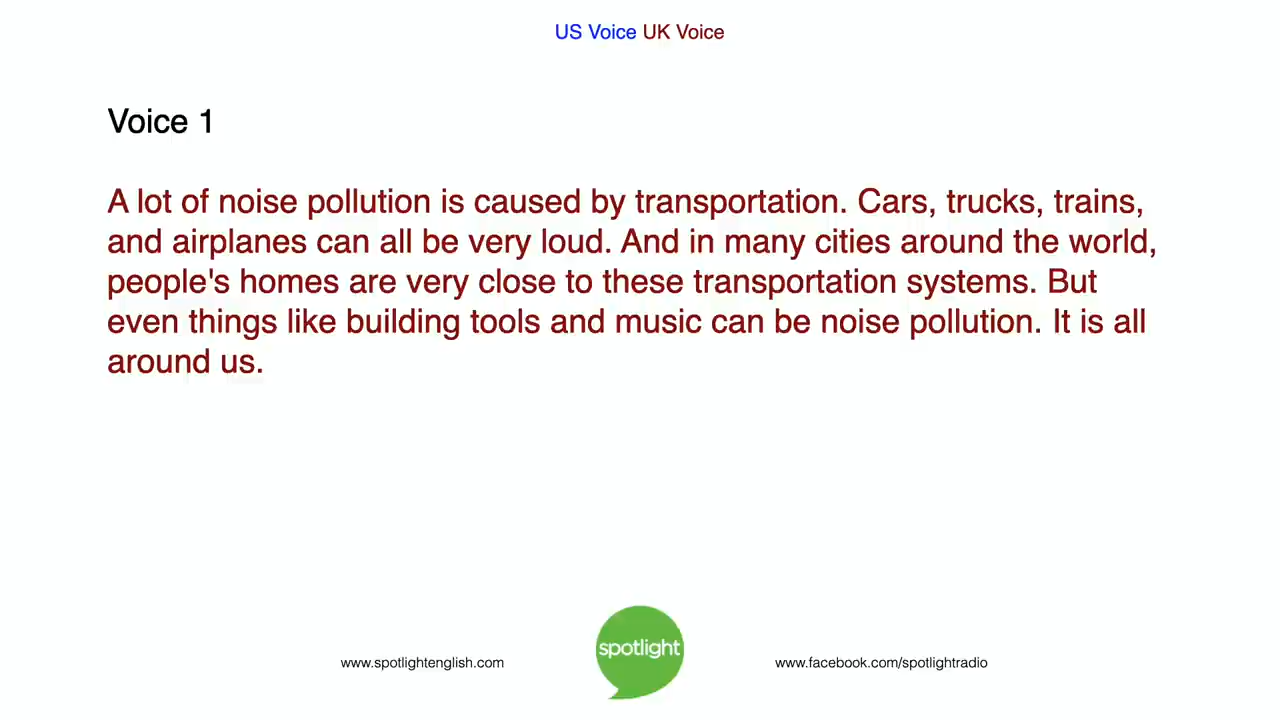 US Voice UK Voice
Voice 1
A lot of noise pollution is caused by transportation. Cars, trucks, trains,
and airplanes can all be very loud. And in many cities around the world,
people's homes are very close to these transportation systems. But
even things like building tools and music can be noise pollution. It is all
around us.
www.spotlightenglish.com
spotlight
www.facebook.com/spotlightradio